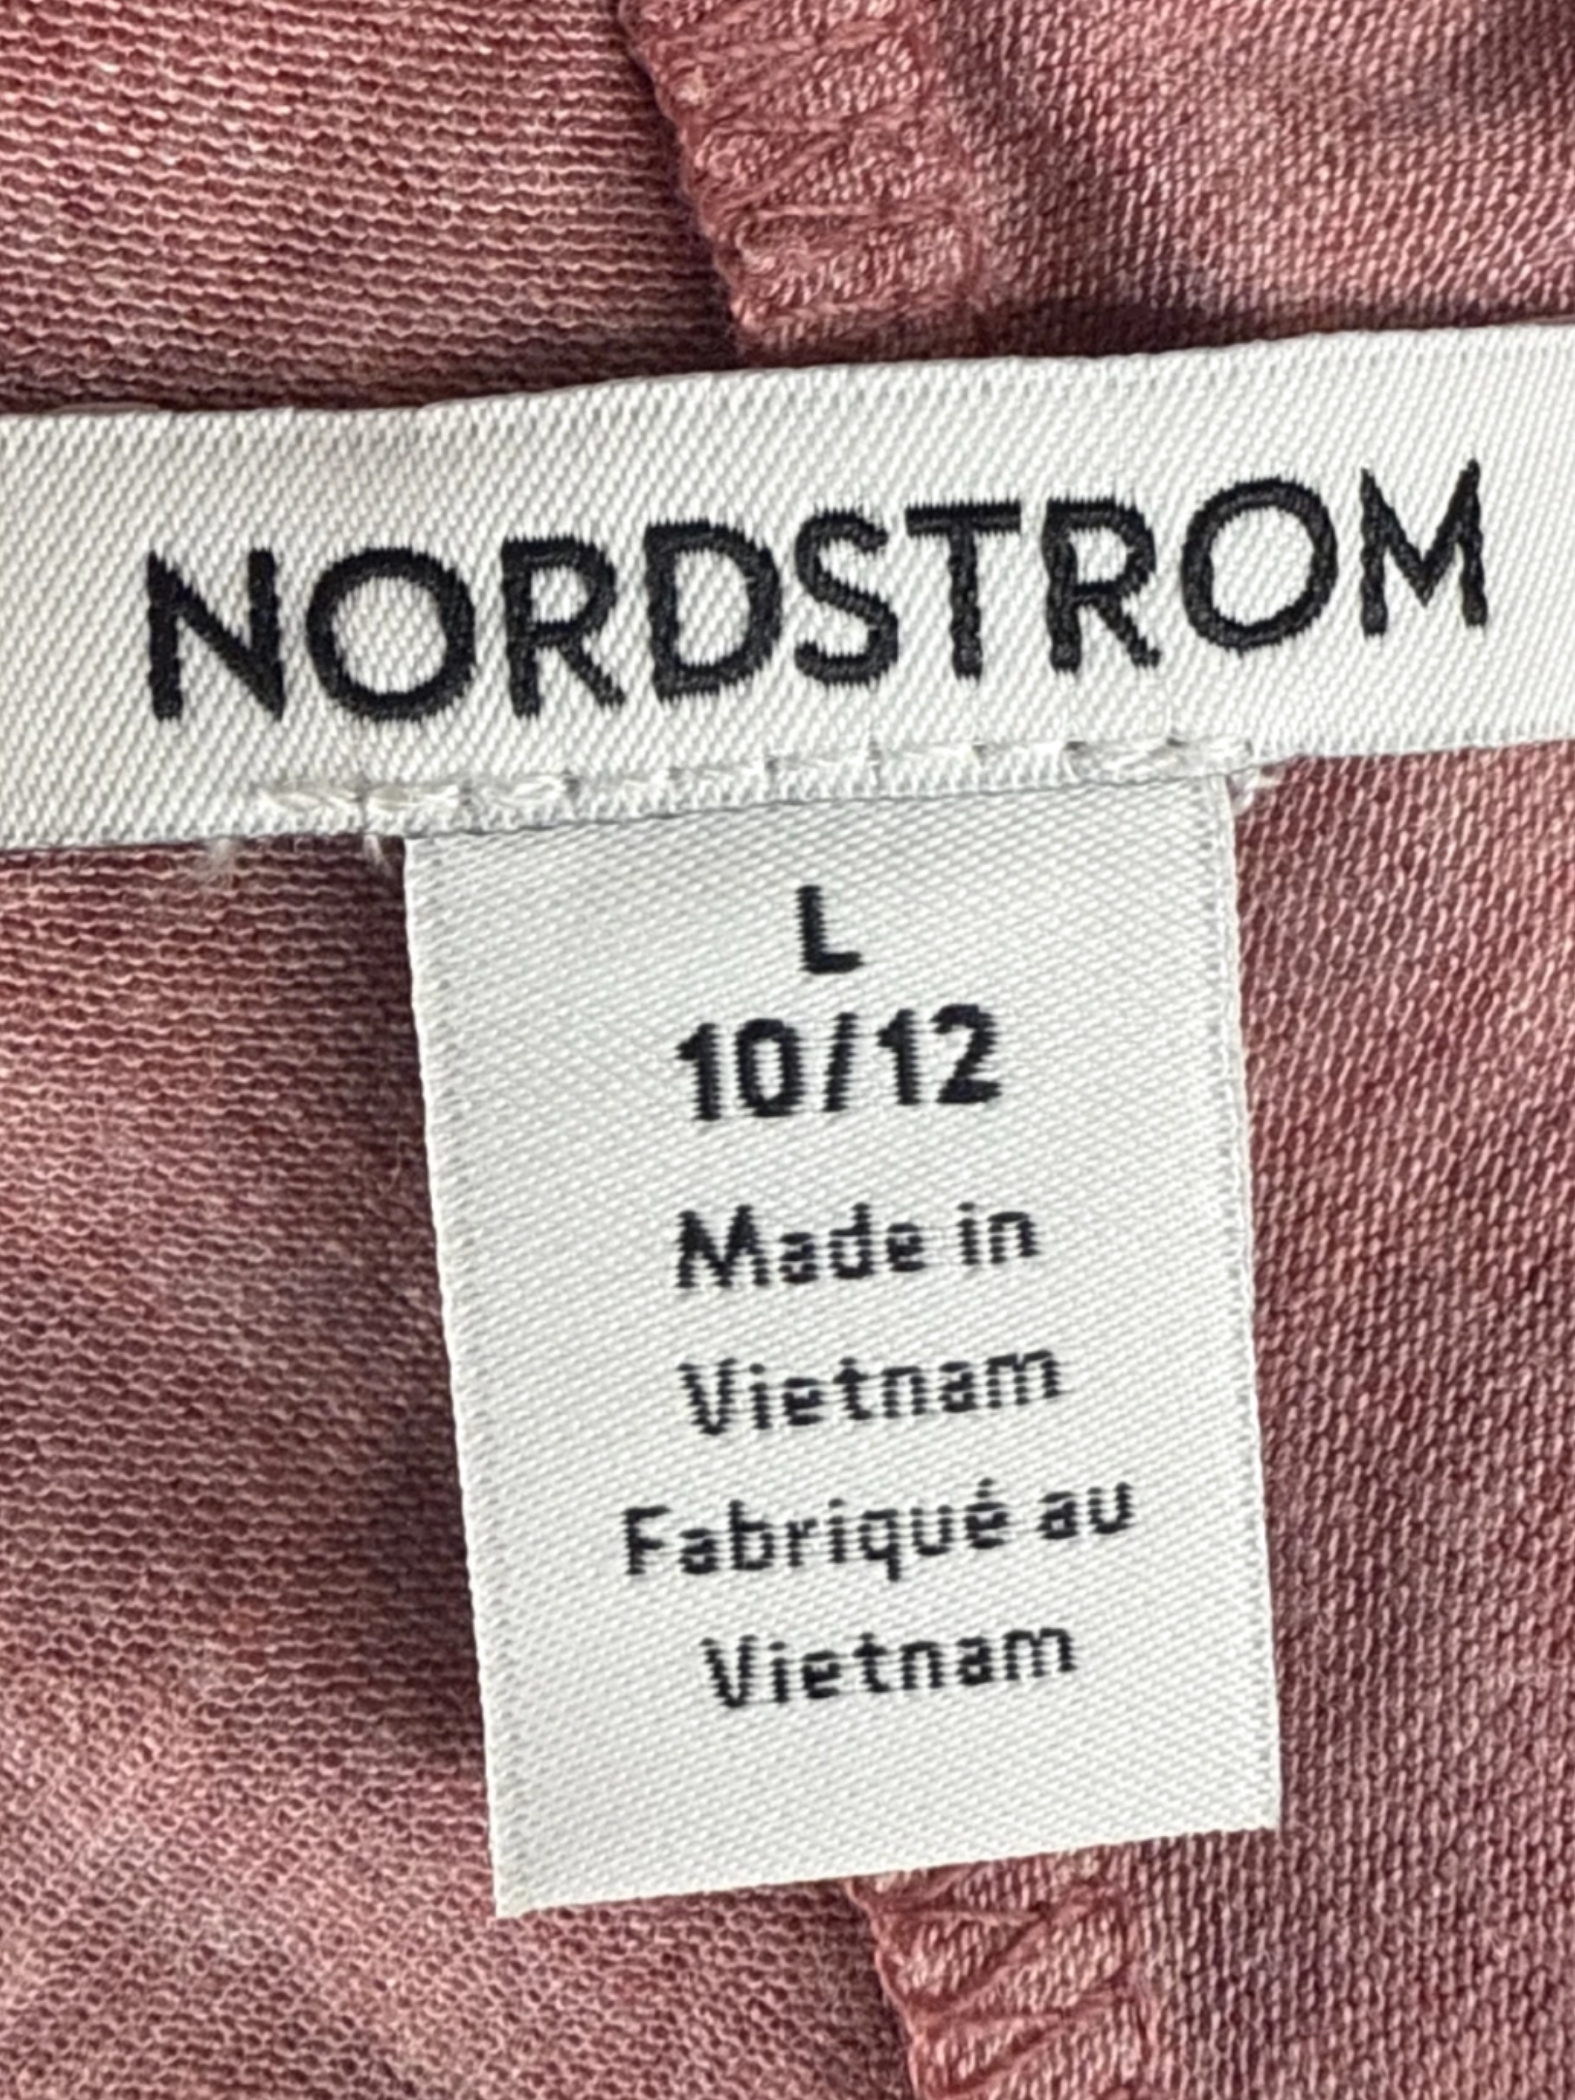 NORDSTROM
L
10/12
Made in
Vietnam
Fabriqué au
Vietnam